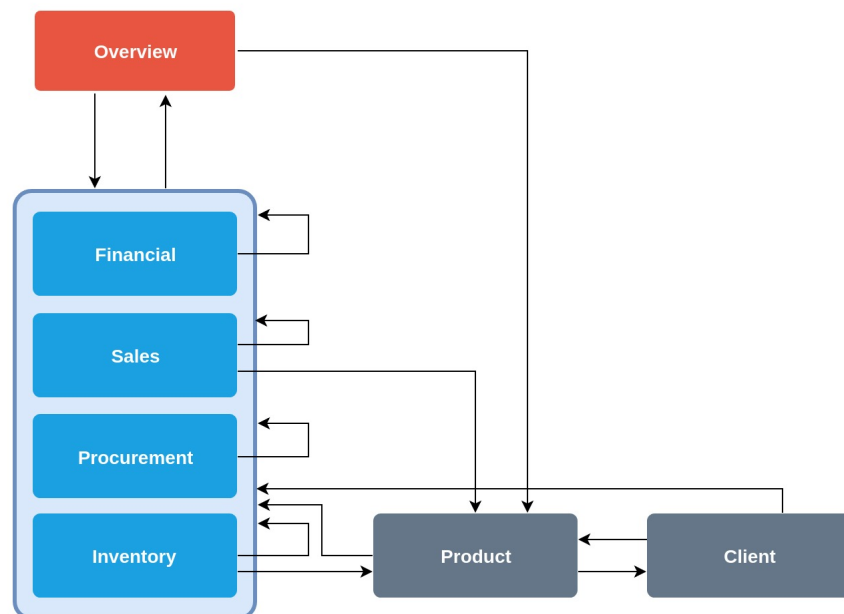 Overview
Financial
Sales
Procurement
Inventory
Product
Client